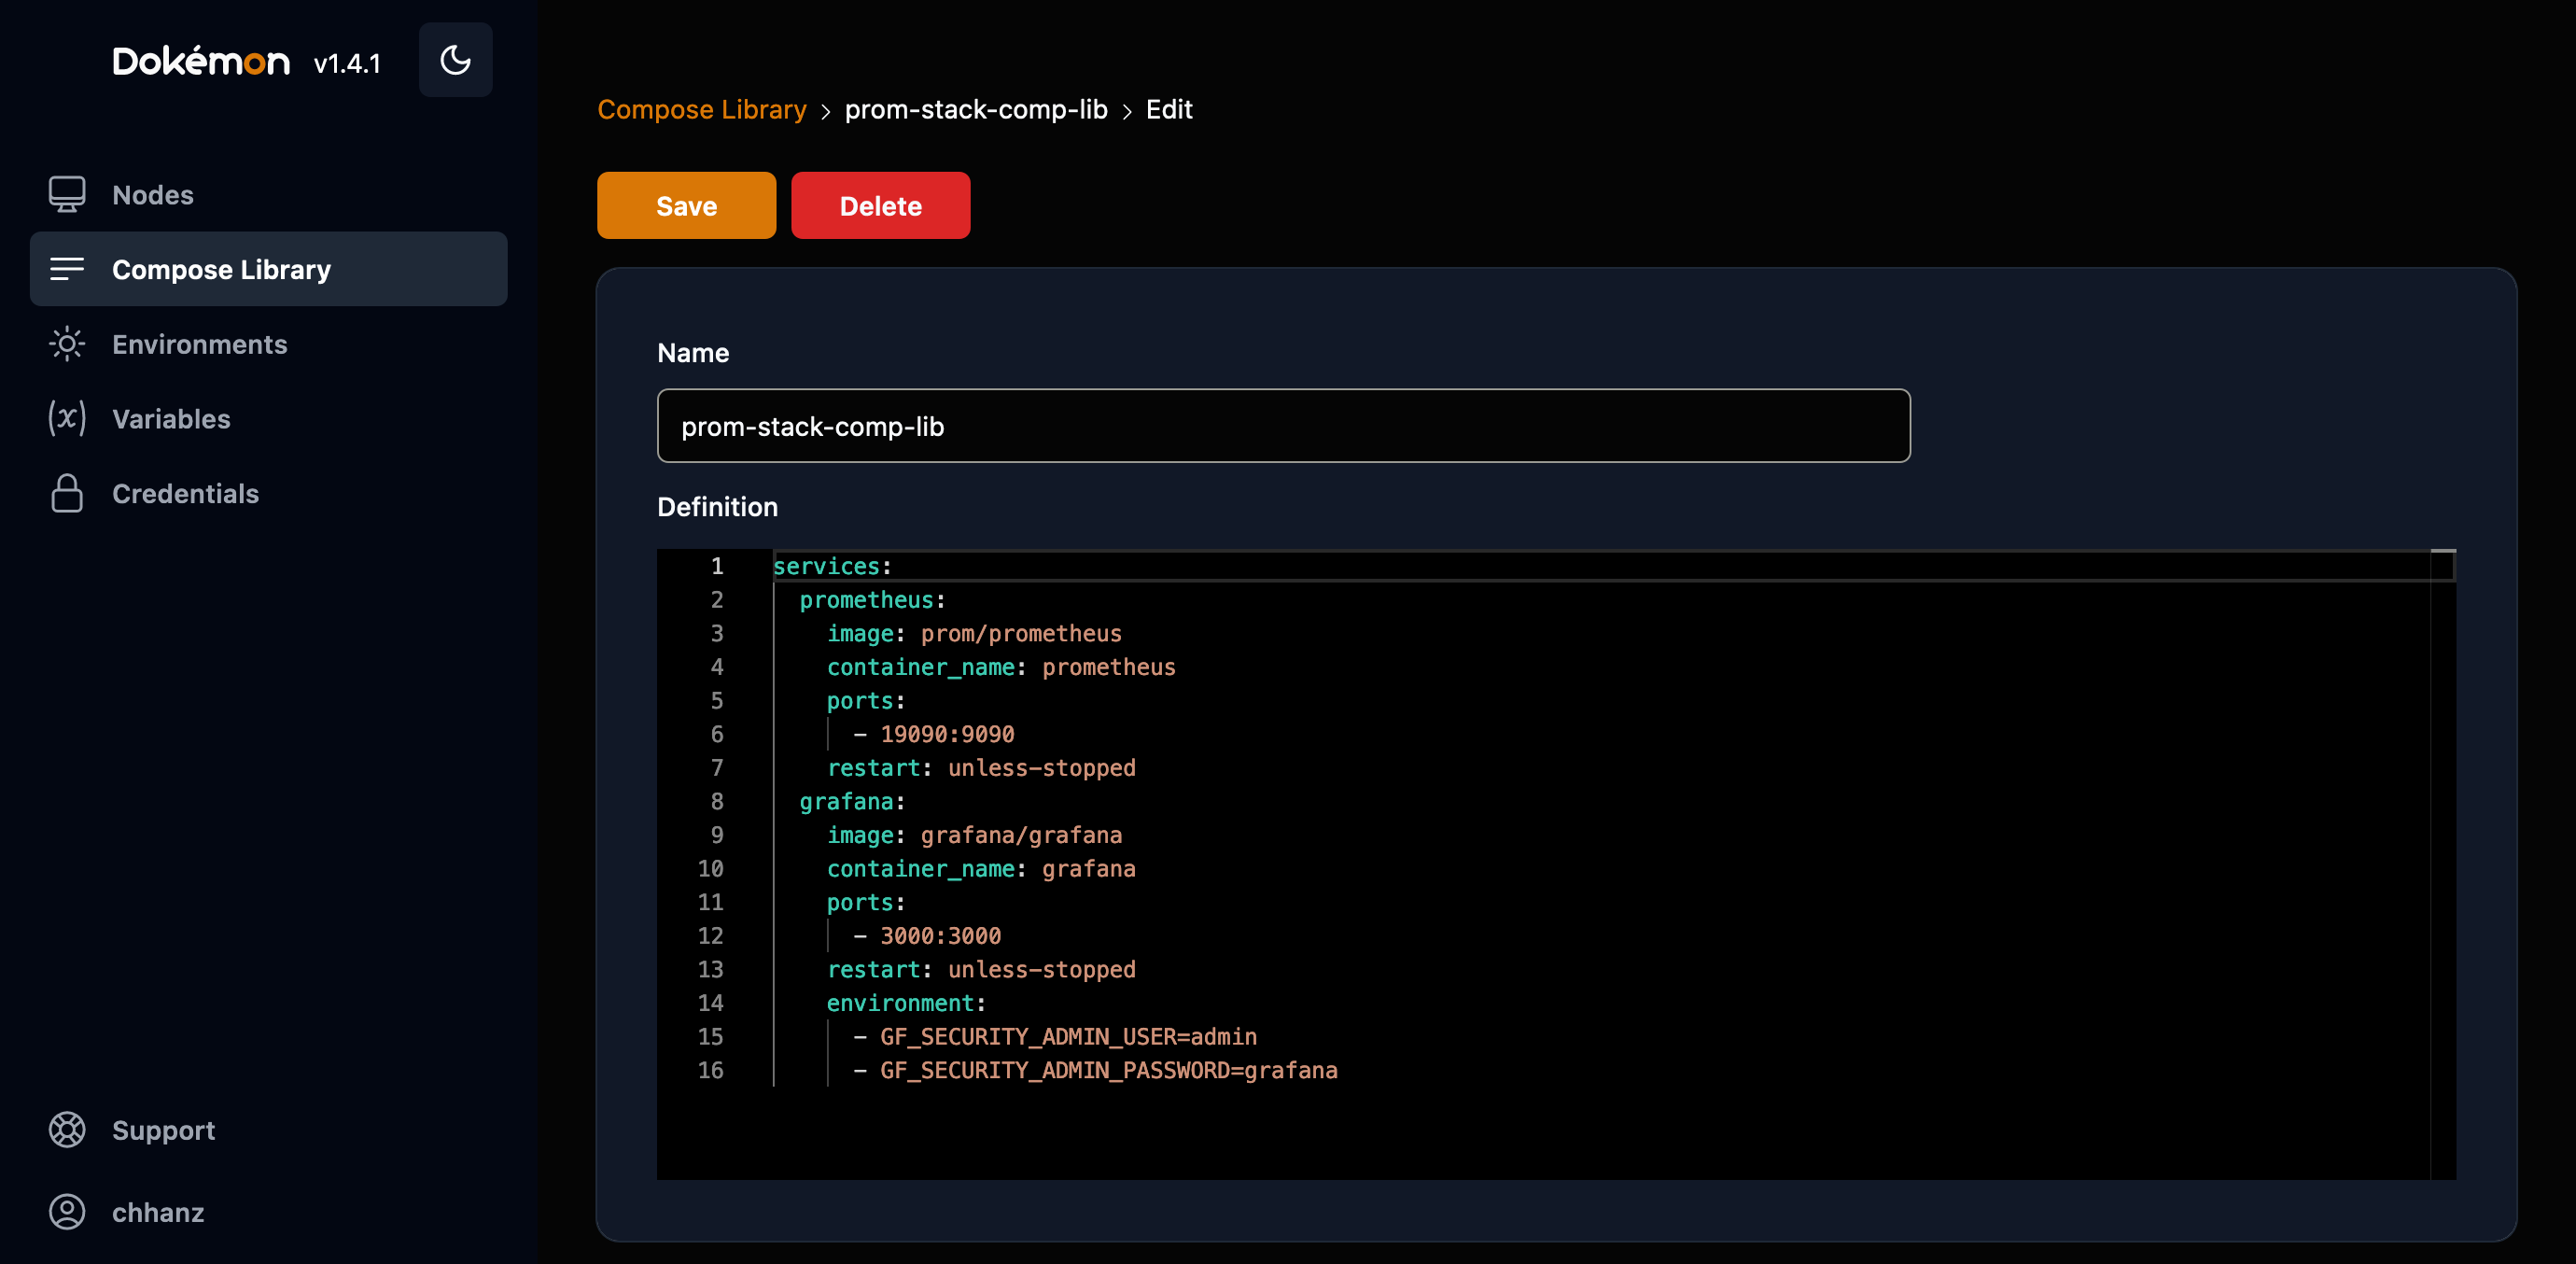 Dokémon v1.4.1
Nodes
Compose Library
Environments
(x) Variables
Credentials
Support
chhanz
Compose Library > prom-stack-comp-lib > Edit
Save Delete
Name
prom-stack-comp-lib
Definition
1 services:
2   prometheus:
3     image: prom/prometheus
4     container_name: prometheus
5     ports:
6       - 19090:9090
7     restart: unless-stopped
8   grafana:
9     image: grafana/grafana
10     container_name: grafana
11     ports:
12       - 3000:3000
13     restart: unless-stopped
14     environment:
15       - GF_SECURITY_ADMIN_USER=admin
16       - GF_SECURITY_ADMIN_PASSWORD=grafana